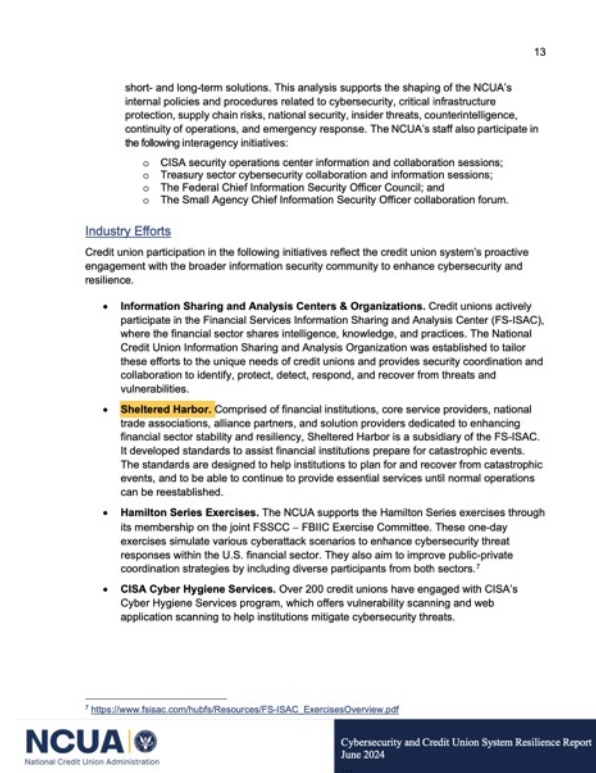 13
short- and long-term solutions. This analysis supports the shaping of the NCUA's
internal policies and procedures related to cybersecurity, critical infrastructure
protection, supply chain risks, national security, insider threats, counterintelligence,
continuity of operations, and emergency response. The NCUA's staff also participate in
the following interagency initiatives:
o CISA security operations center information and collaboration sessions;
o Treasury sector cybersecurity collaboration and information sessions;
o The Federal Chief Information Security Officer Council; and
o The Small Agency Chief Information Security Officer collaboration forum.
Industry Efforts
Credit union participation in the following initiatives reflect the credit union system's proactive
engagement with the broader information security community to enhance cybersecurity and
resilience.
• Information Sharing and Analysis Centers & Organizations. Credit unions actively
participate in the Financial Services Information Sharing and Analysis Center (FS-ISAC),
where the financial sector shares intelligence, knowledge, and practices. The National
Credit Union Information Sharing and Analysis Organization was established to tailor
these efforts to the unique needs of credit unions and provides security coordination and
collaboration to identify, protect, detect, respond, and recover from threats and
vulnerabilities.
• Sheltered Harbor. Comprised of financial institutions, core service providers, national
trade associations, alliance partners, and solution providers dedicated to enhancing
financial sector stability and resiliency, Sheltered Harbor is a subsidiary of the FS-ISAC.
It developed standards to assist financial institutions prepare for catastrophic events.
The standards are designed to help institutions to plan for and recover from catastrophic
events, and to be able to continue to provide essential services until normal operations
can be reestablished.
• Hamilton Series Exercises. The NCUA supports the Hamilton Series exercises through
its membership on the joint FSSCC – FBIIC Exercise Committee. These one-
day
exercises simulate various cyberattack scenarios to enhance cybersecurity threat
responses within the U.S. financial sector. They also aim to improve public-private
coordination strategies by including diverse participants from both sectors.7
• CISA Cyber Hygiene Services. Over 200 credit unions have engaged with CISA's
Cyber Hygiene Services program, which offers vulnerability scanning and web
application scanning to help institutions mitigate cybersecurity threats.
7 https://www.fsisac.com/hubfs/Resources/FS-ISAC_ExercisesOverview.pdf
NCUA
National Credit Union Administration
Cybersecurity and Credit Union System Resilience Report
June 2024